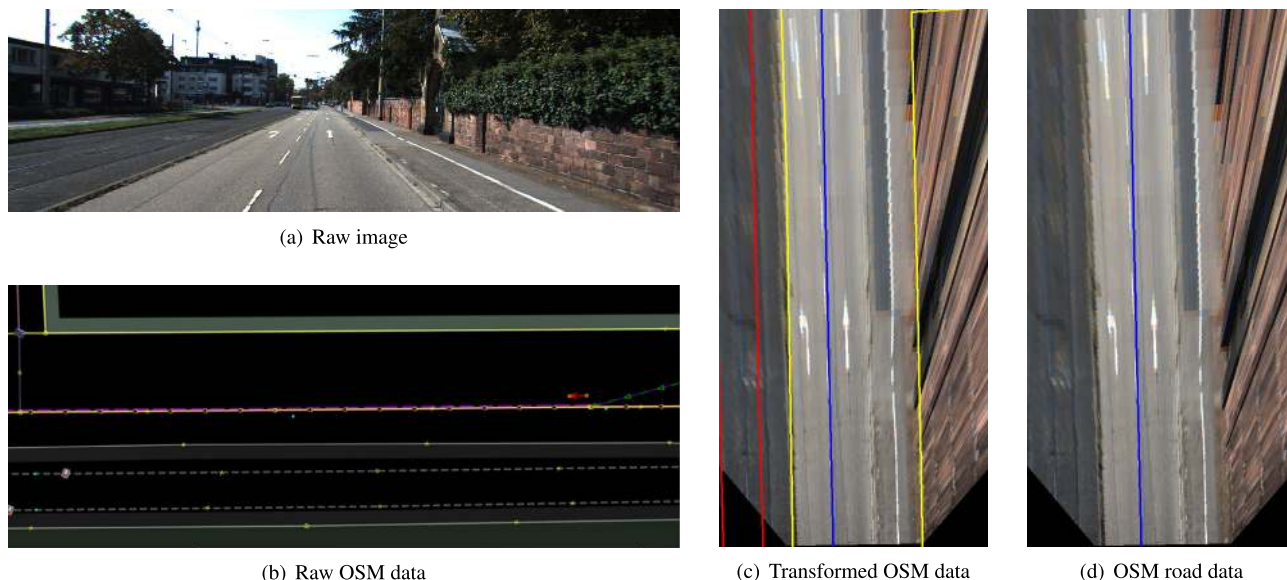 (a) Raw image
(b) Raw OSM data
(c) Transformed OSM data
(d) OSM road data